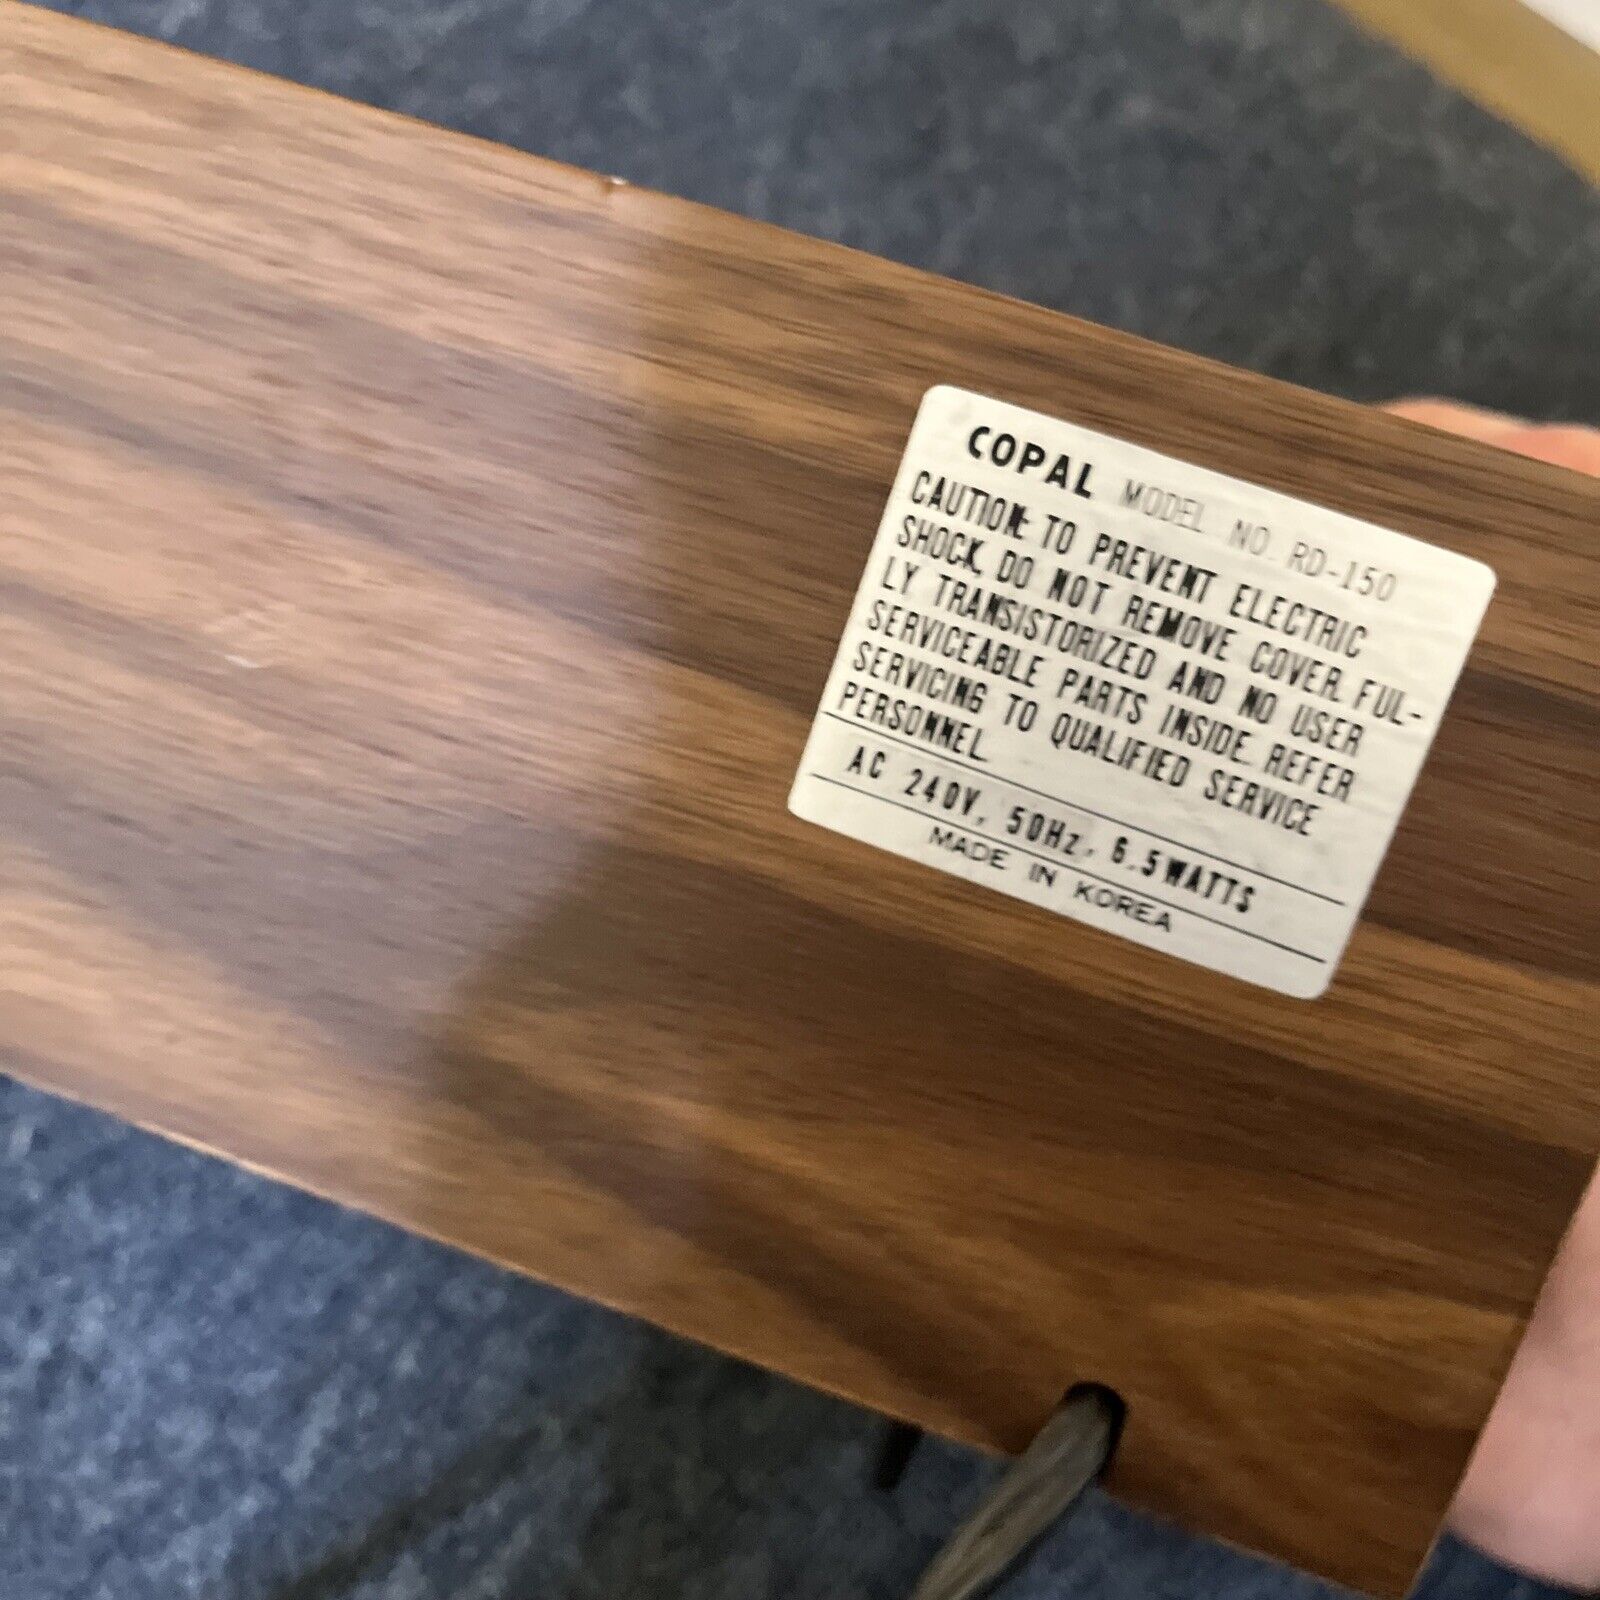 COPAL MODEL NO. RD-150
CAUTION: TO PREVENT ELECTRIC
SHOCK, DO NOT REMOVE COVER. FUL-
LY TRANSISTORIZED AND NO USER
SERVICEABLE PARTS INSIDE. REFER
SERVICING TO QUALIFIED SERVICE
PERSONNEL.
AC 240V, 50Hz, 6.5WATTS
MADE IN KOREA